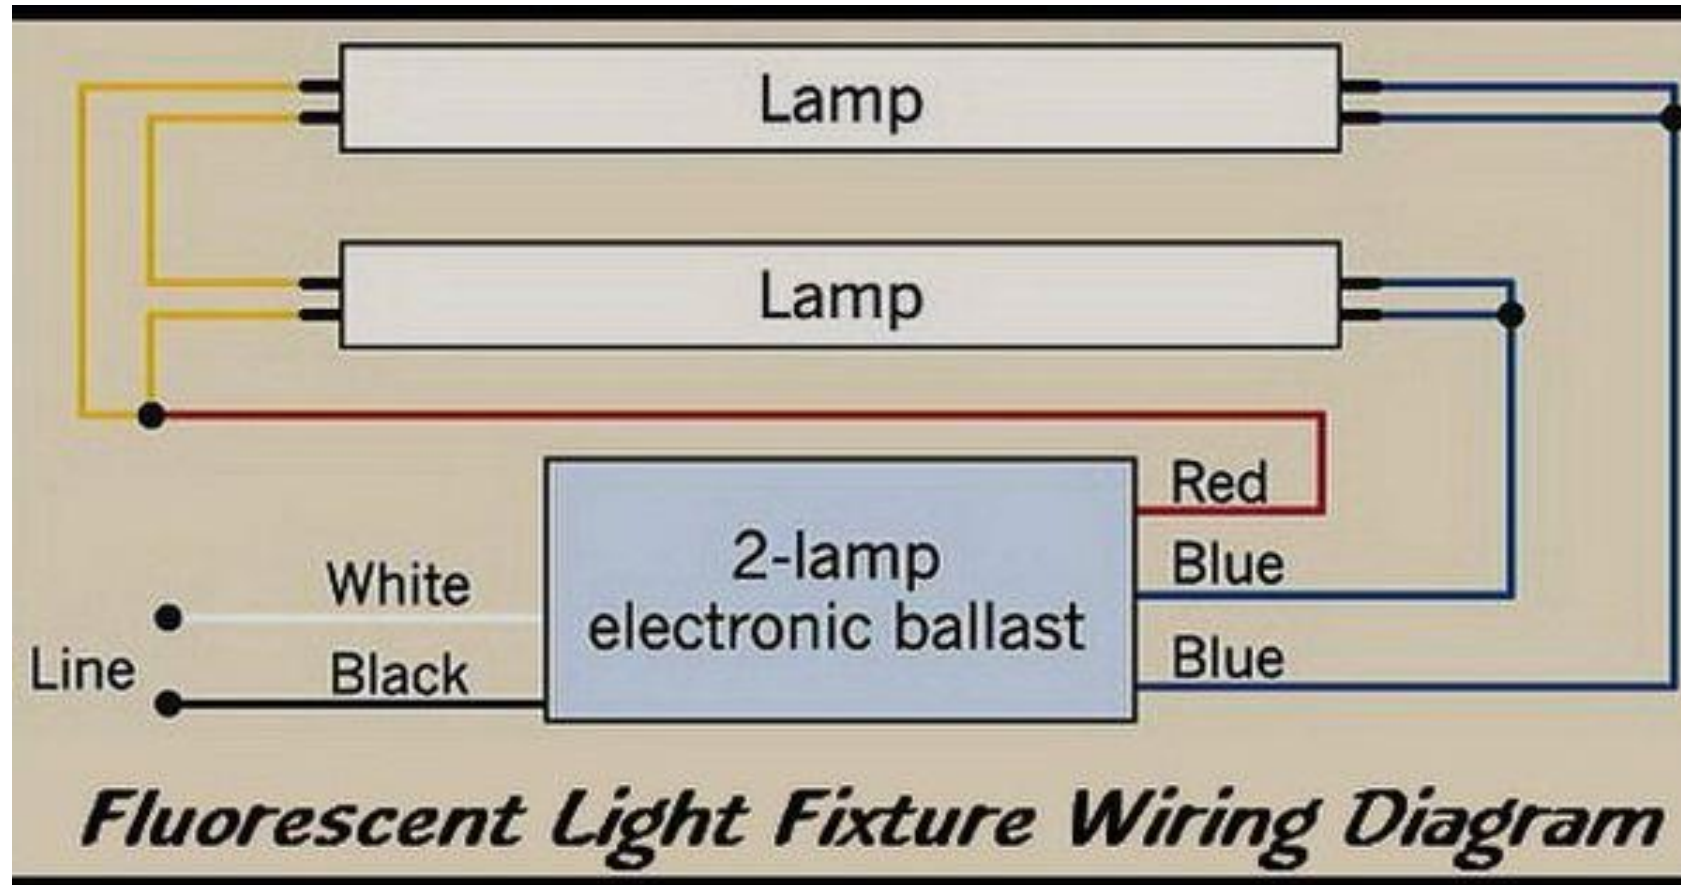 Lamp
Lamp
Red
2-lamp
electronic ballast
Blue
White
Line
Black
Blue
Fluorescent Light Fixture Wiring Diagram